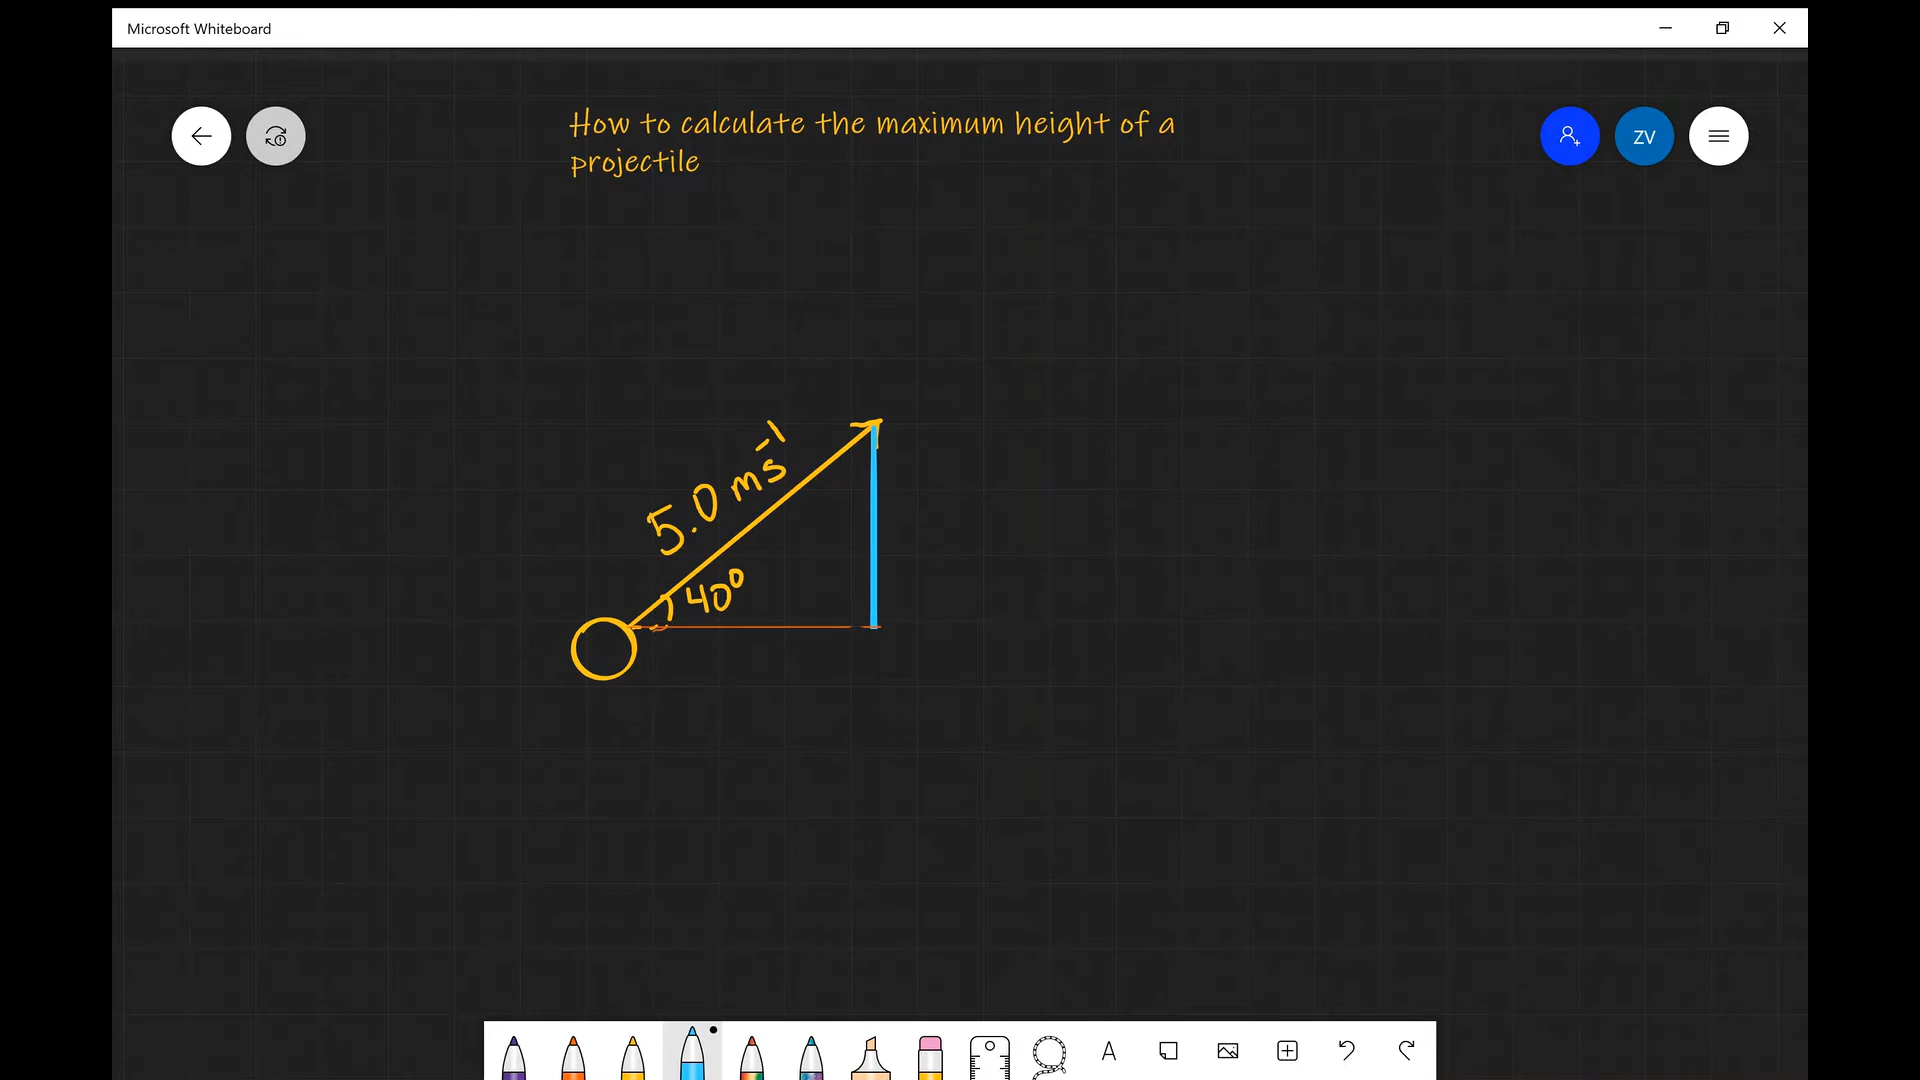 Microsoft Whiteboard
How to calculate the maximum height of a
projectile
ZV
5.0 ms⁻¹
40°
A